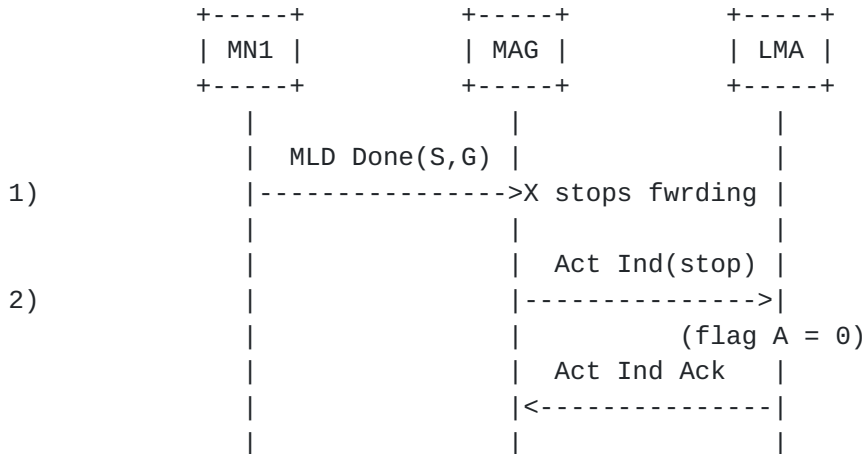 +-----+ +-----+ +-----+
| MN1 | | MAG | | LMA |
+-----+ +-----+ +-----+
| | |
| MLD Done(S,G) | |
1) |---------------->X stops fwrding |
| | |
| | Act Ind(stop) |
2) | |--------------->|
| | (flag A = 0)
| | Act Ind Ack |
| |<---------------|
| | |